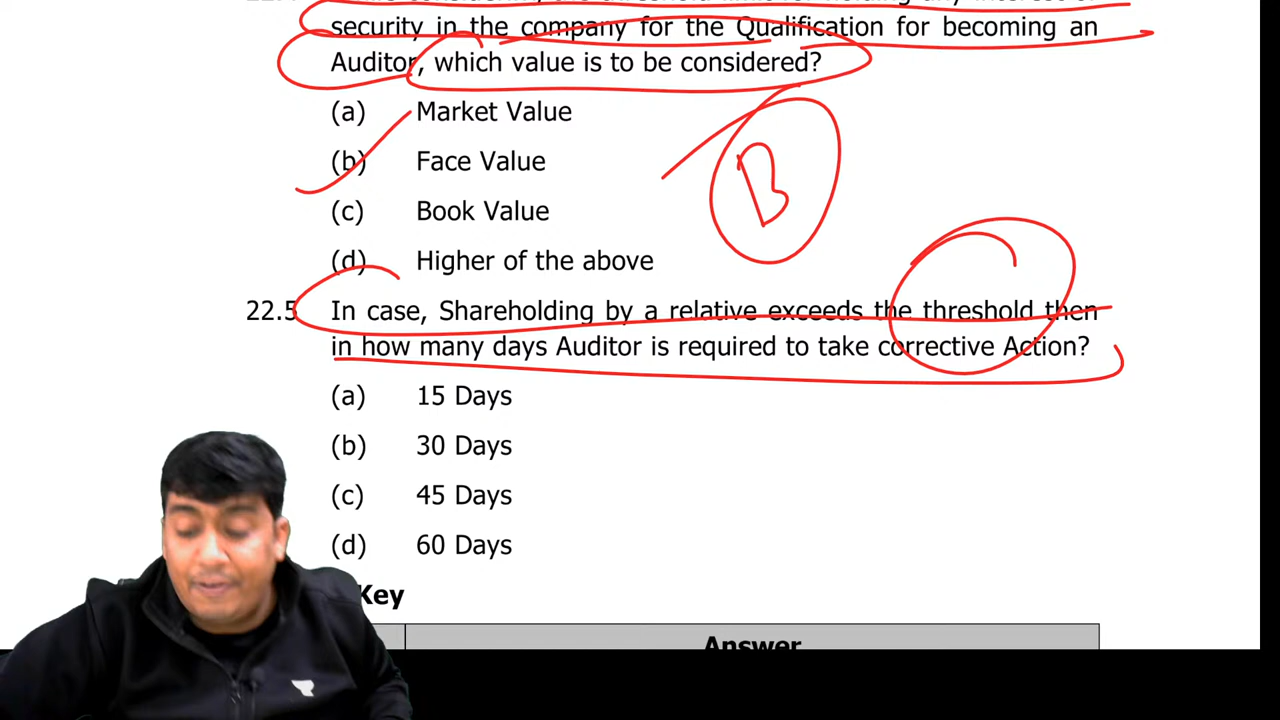 security in the company for the Qualification for becoming an
Auditor, which value is to be considered?
(a) Market Value
(b) Face Value
B
(c) Book Value
(d) Higher of the above
22.5 In case, Shareholding by a relative exceeds the threshold then
in how many days Auditor is required to take corrective Action?
(a) 15 Days
(b) 30 Days
(c) 45 Days
(d) 60 Days
Key
Answer